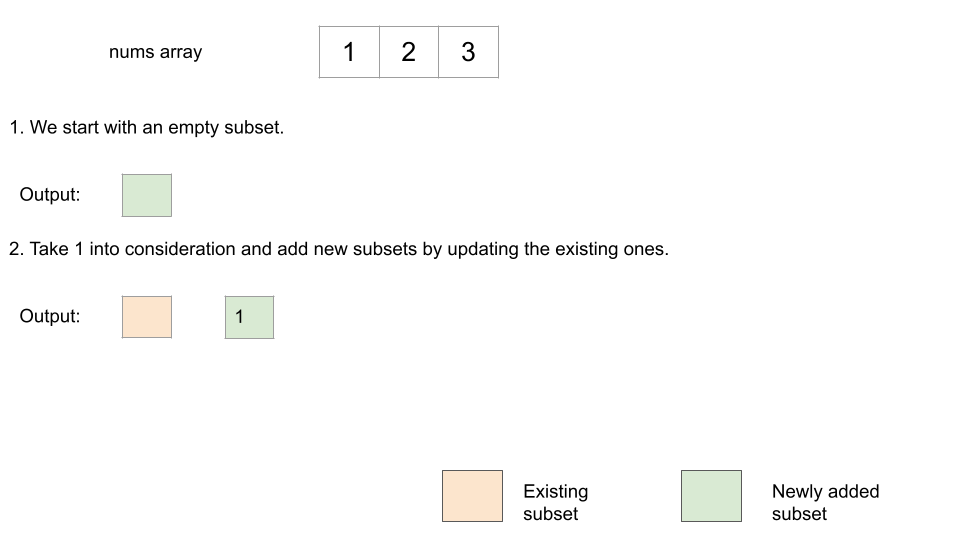 nums array 1 2 3
1. We start with an empty subset.
Output:
2. Take 1 into consideration and add new subsets by updating the existing ones.
Output: 1
Existing
subset
Newly added
subset